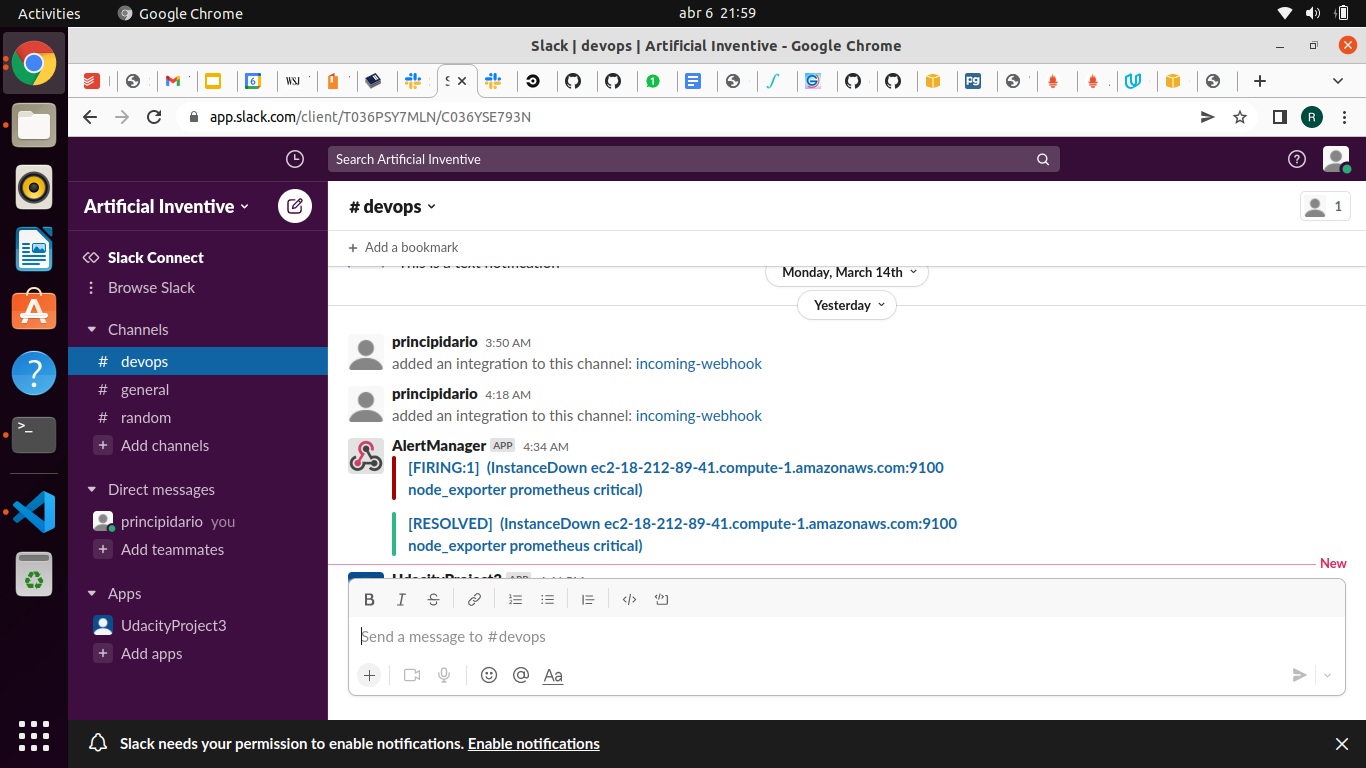 Activities
Google Chrome
abr 6 21:59
Slack | devops | Artificial Inventive - Google Chrome
app.slack.com/client/T036PSY7MLN/C036YSE793N
R
Search Artificial Inventive
Artificial Inventive
# devops
1
Add a bookmark
Slack Connect
Browse Slack
Channels
# devops
# general
# random
Add channels
Direct messages
principidario you
Add teammates
Apps
UdacityProject3
Add apps
This is a text notification
Monday, March 14th
Yesterday
principidario 3:50 AM
added an integration to this channel: incoming-webhook
principidario 4:18 AM
added an integration to this channel: incoming-webhook
AlertManager APP 4:34 AM
[FIRING:1] (InstanceDown ec2-18-212-89-41.compute-1.amazonaws.com:9100
node_exporter prometheus critical)
[RESOLVED] (InstanceDown ec2-18-212-89-41.compute-1.amazonaws.com:9100
node_exporter prometheus critical)
New
UdacityProject3 APP
Send a message to #devops
Aa
Slack needs your permission to enable notifications. Enable notifications